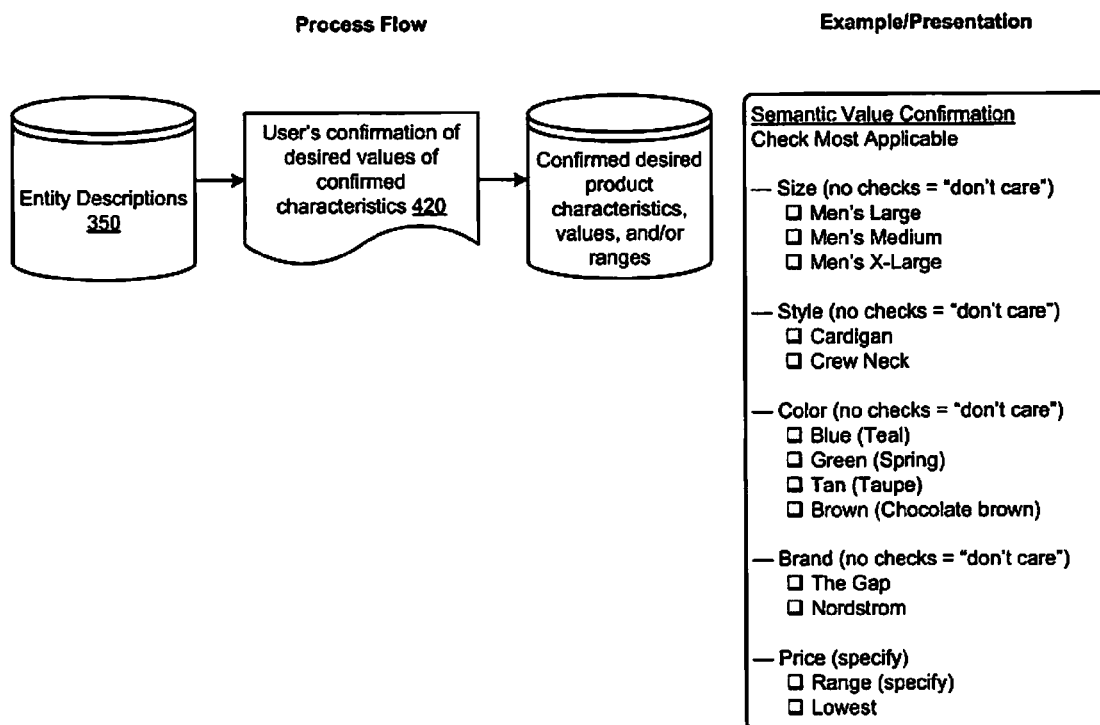 Process Flow
Example/Presentation
Entity Descriptions
350
User's confirmation of
desired values of
confirmed
characteristics 420
Confirmed desired
product
characteristics,
values, and/or
ranges
Semantic Value Confirmation
Check Most Applicable
— Size (no checks = "don't care")
❑ Men's Large
❑ Men's Medium
❑ Men's X-Large
— Style (no checks = "don't care")
❑ Cardigan
❑ Crew Neck
— Color (no checks = "don't care")
❑ Blue (Teal)
❑ Green (Spring)
❑ Tan (Taupe)
❑ Brown (Chocolate brown)
— Brand (no checks = "don't care")
❑ The Gap
❑ Nordstrom
— Price (specify)
❑ Range (specify)
❑ Lowest